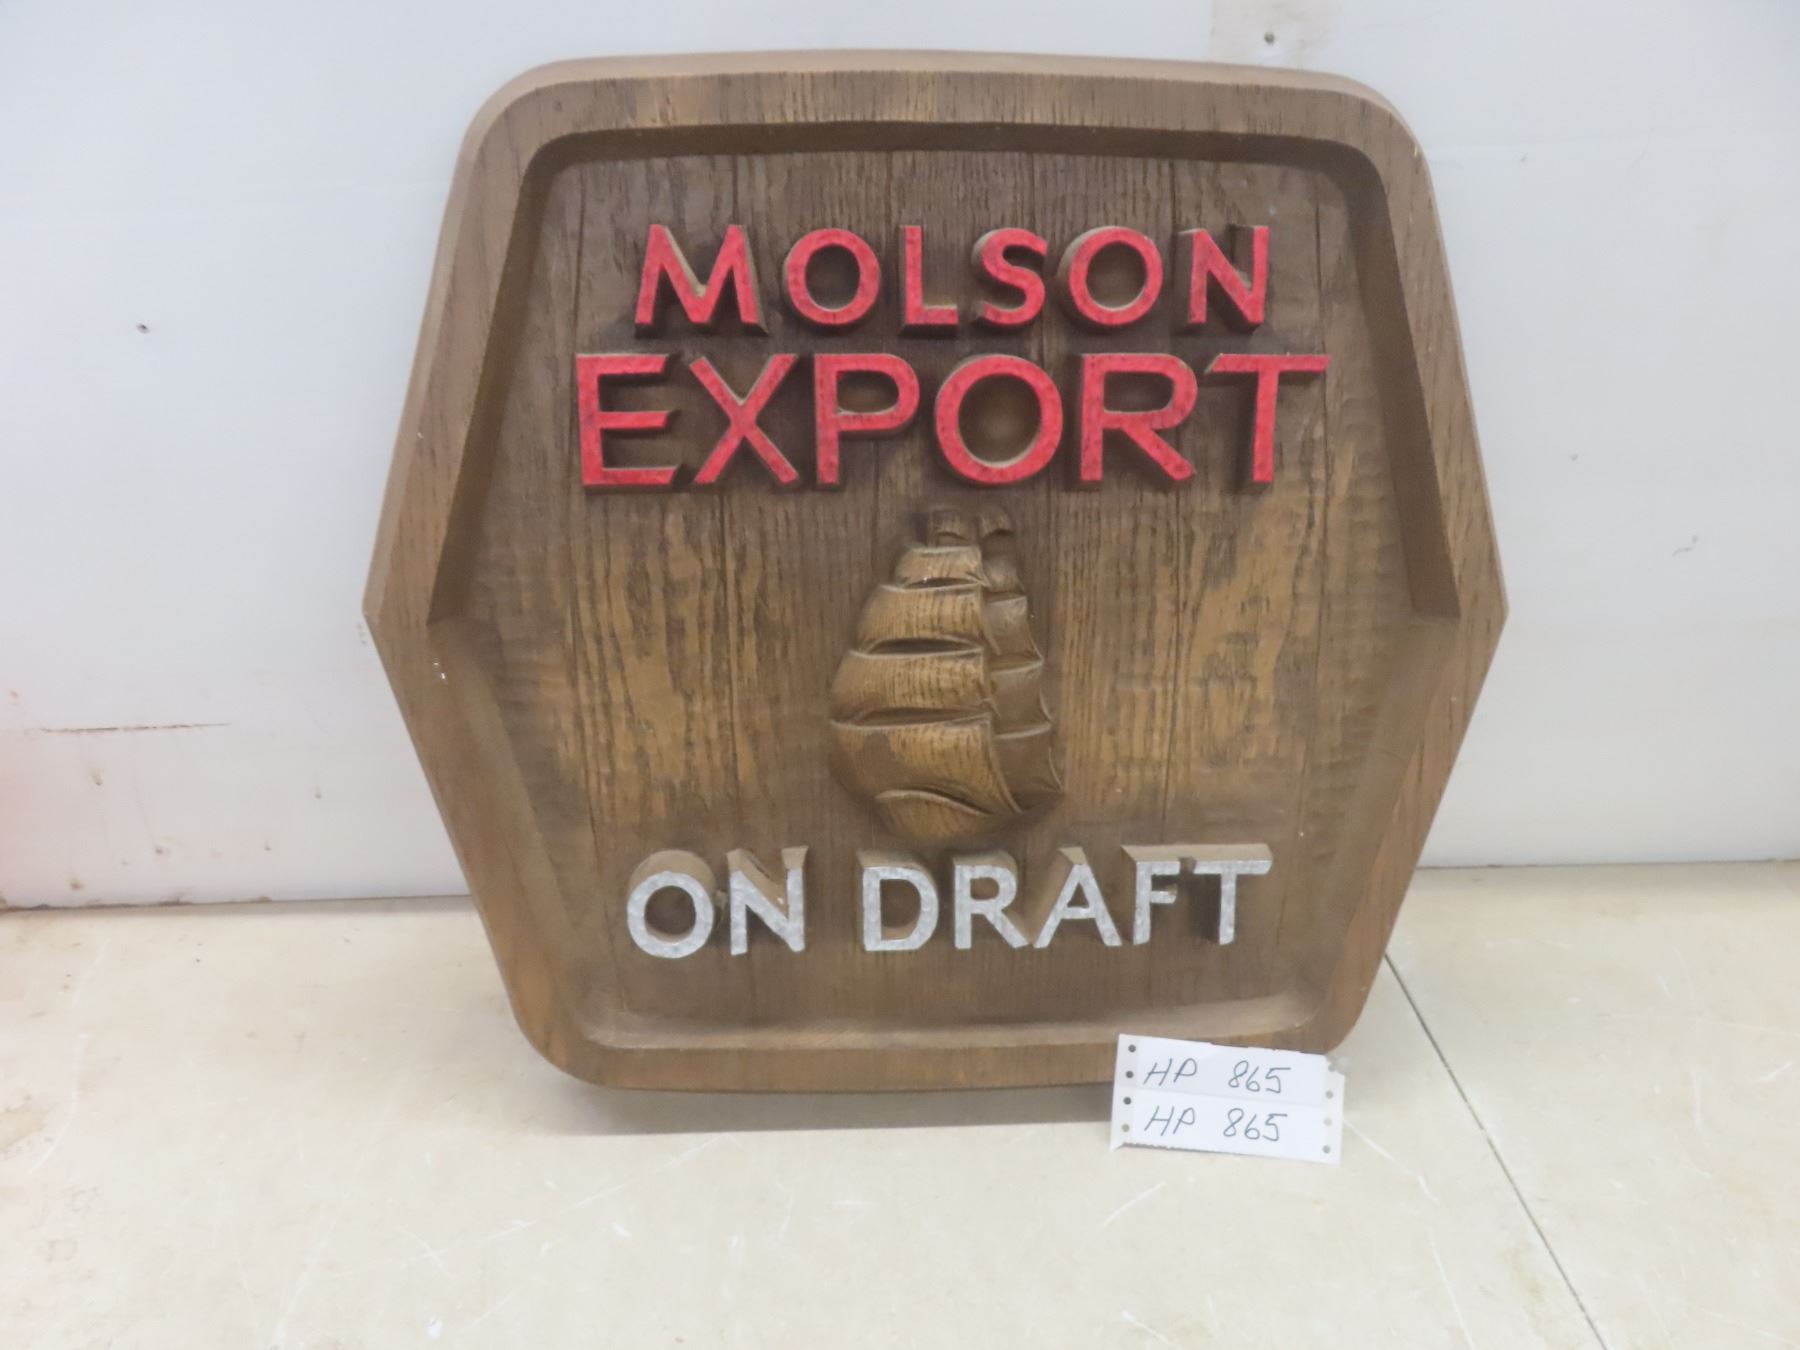 MOLSON
EXPORT
ON DRAFT
HP 865
HP 865